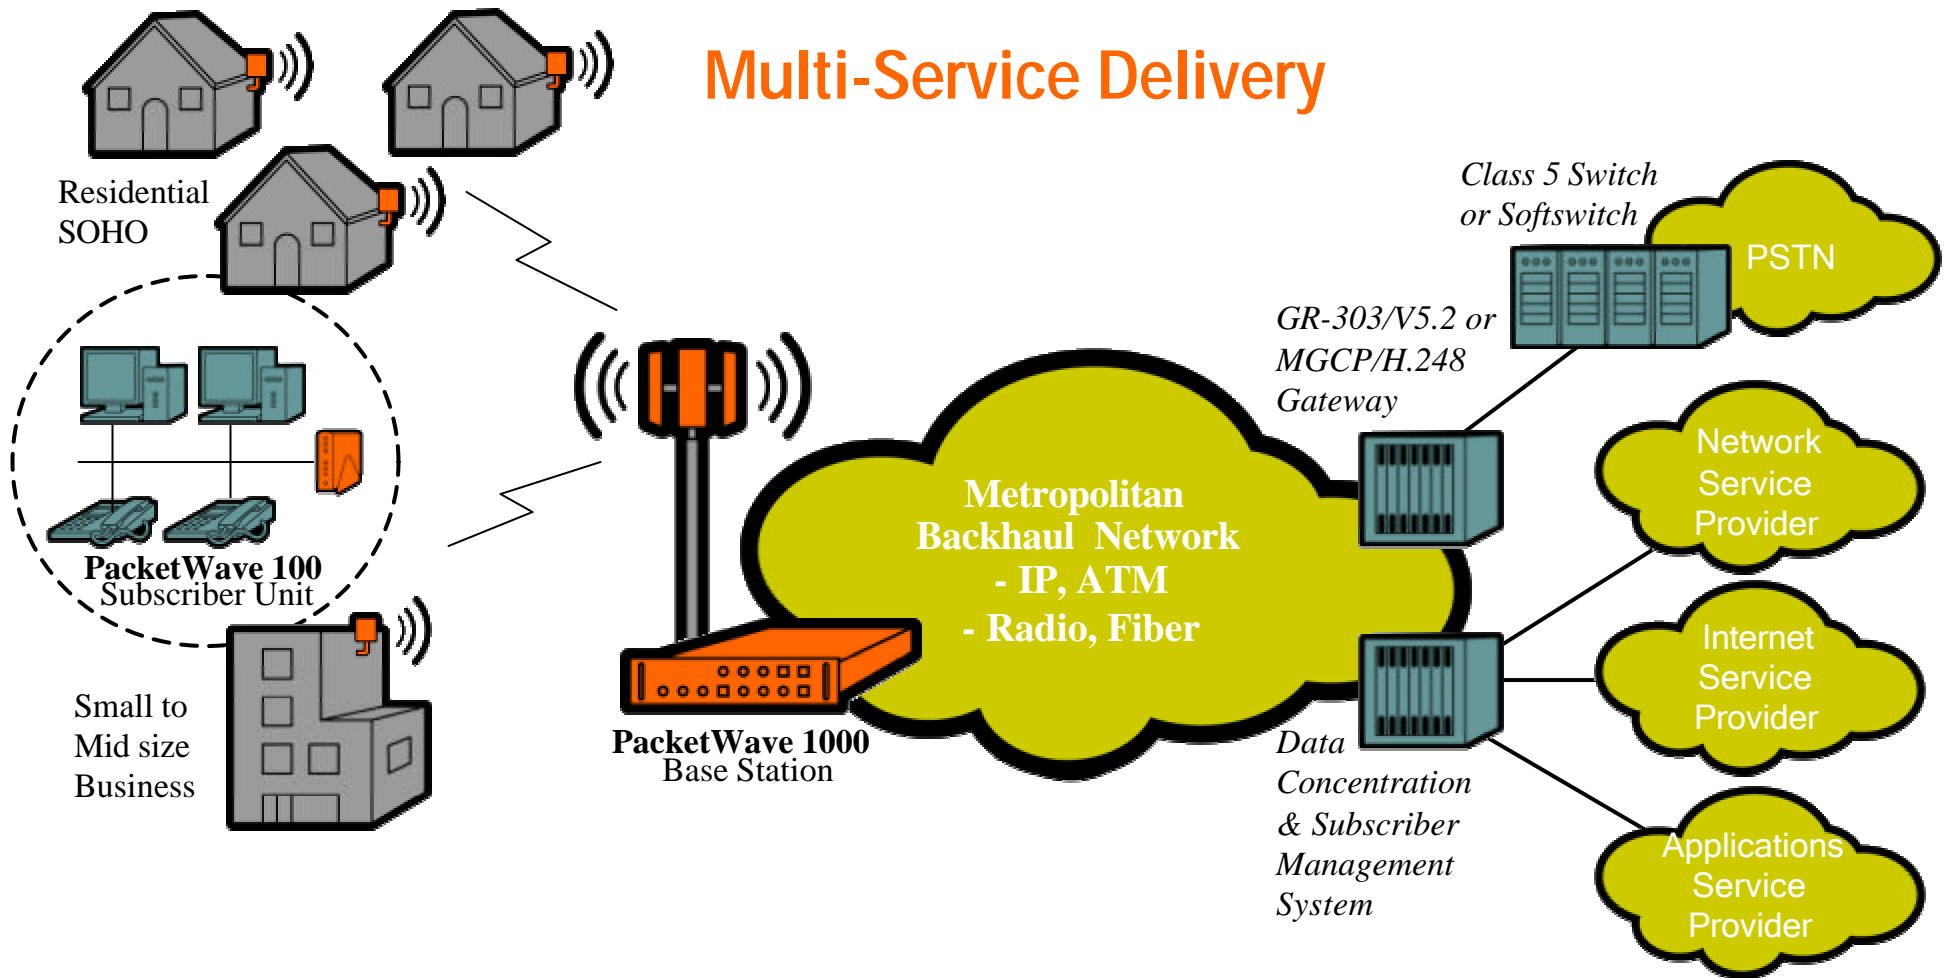 Multi-Service Delivery
Residential
SOHO
PacketWave 100
Subscriber Unit
Small to
Mid size
Business
PacketWave 1000
Base Station
Metropolitan
Backhaul Network
- IP, ATM
- Radio, Fiber
Class 5 Switch
or Softswitch
PSTN
GR-303/V5.2 or
MGCP/H.248
Gateway
Network
Service
Provider
Internet
Service
Provider
Data
Concentration
& Subscriber
Management
System
Applications
Service
Provider